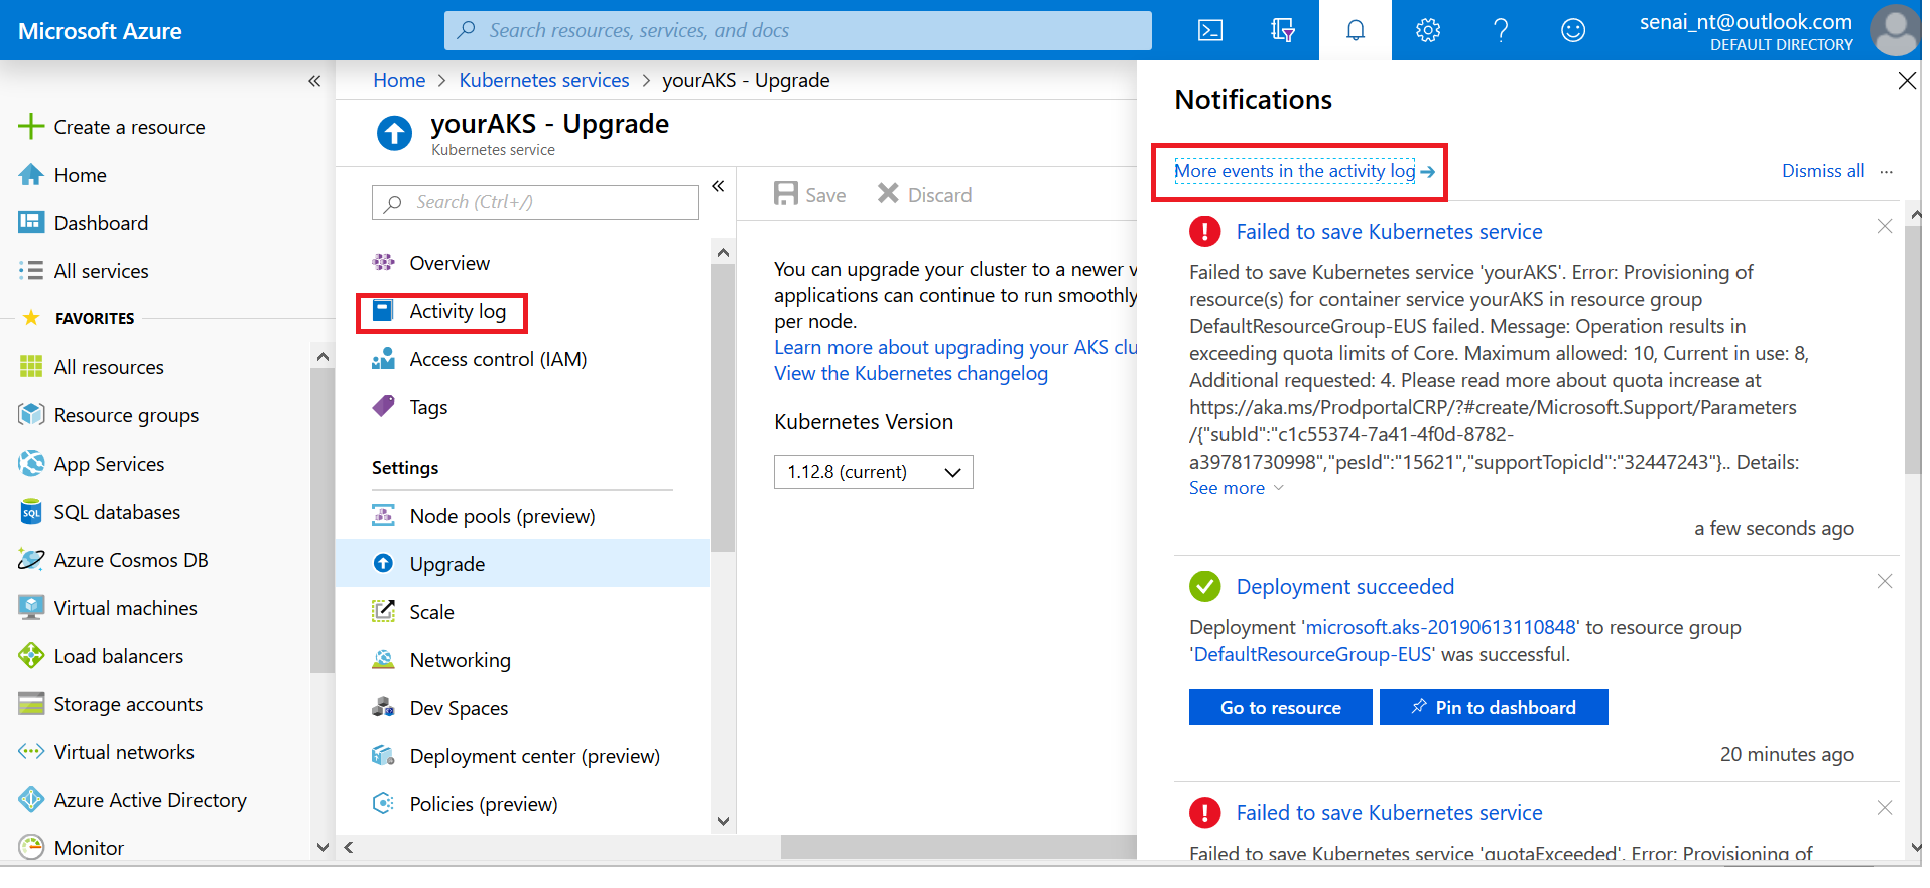 Microsoft Azure
Search resources, services, and docs
senai_nt@outlook.com
DEFAULT DIRECTORY
Create a resource
Home
Dashboard
All services
FAVORITES
All resources
Resource groups
App Services
SQL
SQL databases
Azure Cosmos DB
Virtual machines
Load balancers
Storage accounts
Virtual networks
Azure Active Directory
Monitor
Home > Kubernetes services > yourAKS - Upgrade
yourAKS - Upgrade
Kubernetes service
Search (Ctrl+/)
Overview
Activity log
Access control (IAM)
Tags
Settings
Node pools (preview)
Upgrade
Scale
Networking
Dev Spaces
Deployment center (preview)
Policies (preview)
Save
Discard
You can upgrade your cluster to a newer v
applications can continue to run smoothly
per node.
Learn more about upgrading your AKS clu
View the Kubernetes changelog
Kubernetes Version
1.12.8 (current)
Notifications
More events in the activity log
Dismiss all
Failed to save Kubernetes service
Failed to save Kubernetes service 'yourAKS'. Error: Provisioning of
resource(s) for container service yourAKS in resource group
DefaultResourceGroup-EUS failed. Message: Operation results in
exceeding quota limits of Core. Maximum allowed: 10, Current in use: 8,
Additional requested: 4. Please read more about quota increase at
https://aka.ms/ProdportalCRP/?#create/Microsoft.Support/Parameters
/{"subId":"c1c55374-7a41-4f0d-8782-
a39781730998","pesId":"15621","supportTopicId":"32447243"}.. Details:
See more
a few seconds ago
Deployment succeeded
Deployment 'microsoft.aks-20190613110848' to resource group
'DefaultResourceGroup-EUS' was successful.
Go to resource
Pin to dashboard
20 minutes ago
Failed to save Kubernetes service
Failed to save Kubernetes service 'quotaExceeded'. Error: Provisioning of